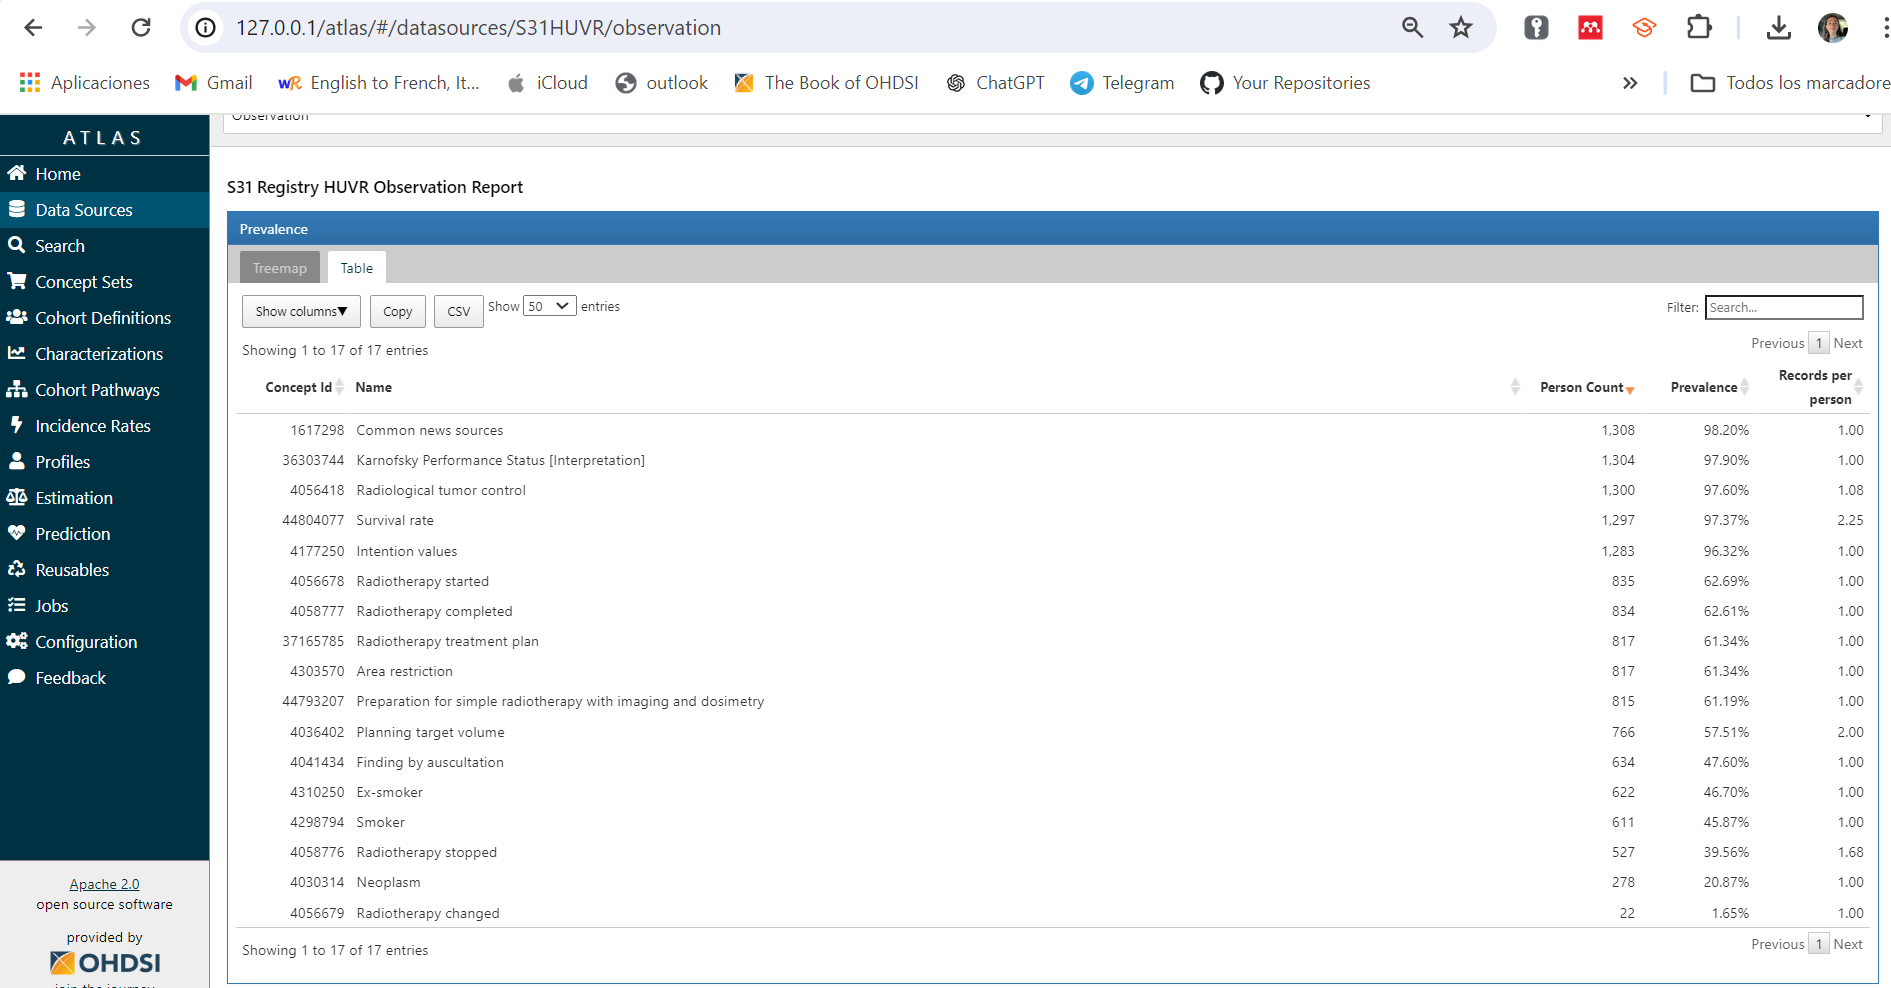 127.0.0.1/atlas/#/datasources/S31HUVR/observation
Aplicaciones Gmail English to French, It... iCloud outlook The Book of OHDSI ChatGPT Telegram Your Repositories » Todos los marcadore
ATLAS
Home
Data Sources
Search
Concept Sets
Cohort Definitions
Characterizations
Cohort Pathways
Incidence Rates
Profiles
Estimation
Prediction
Reusables
Jobs
Configuration
Feedback
Apache 2.0
open source software
provided by
OHDSI
join the journey
Observation
S31 Registry HUVR Observation Report
Prevalence
Treemap Table
Show columns▼ Copy CSV Show 50 entries Filter: Search...
Showing 1 to 17 of 17 entries Previous 1 Next
Concept Id Name Person Count Prevalence Records per person
1617298 Common news sources 1,308 98.20% 1.00
36303744 Karnofsky Performance Status [Interpretation] 1,304 97.90% 1.00
4056418 Radiological tumor control 1,300 97.60% 1.08
44804077 Survival rate 1,297 97.37% 2.25
4177250 Intention values 1,283 96.32% 1.00
4056678 Radiotherapy started 835 62.69% 1.00
4058777 Radiotherapy completed 834 62.61% 1.00
37165785 Radiotherapy treatment plan 817 61.34% 1.00
4303570 Area restriction 817 61.34% 1.00
44793207 Preparation for simple radiotherapy with imaging and dosimetry 815 61.19% 1.00
4036402 Planning target volume 766 57.51% 2.00
4041434 Finding by auscultation 634 47.60% 1.00
4310250 Ex-smoker 622 46.70% 1.00
4298794 Smoker 611 45.87% 1.00
4058776 Radiotherapy stopped 527 39.56% 1.68
4030314 Neoplasm 278 20.87% 1.00
4056679 Radiotherapy changed 22 1.65% 1.00
Showing 1 to 17 of 17 entries Previous 1 Next